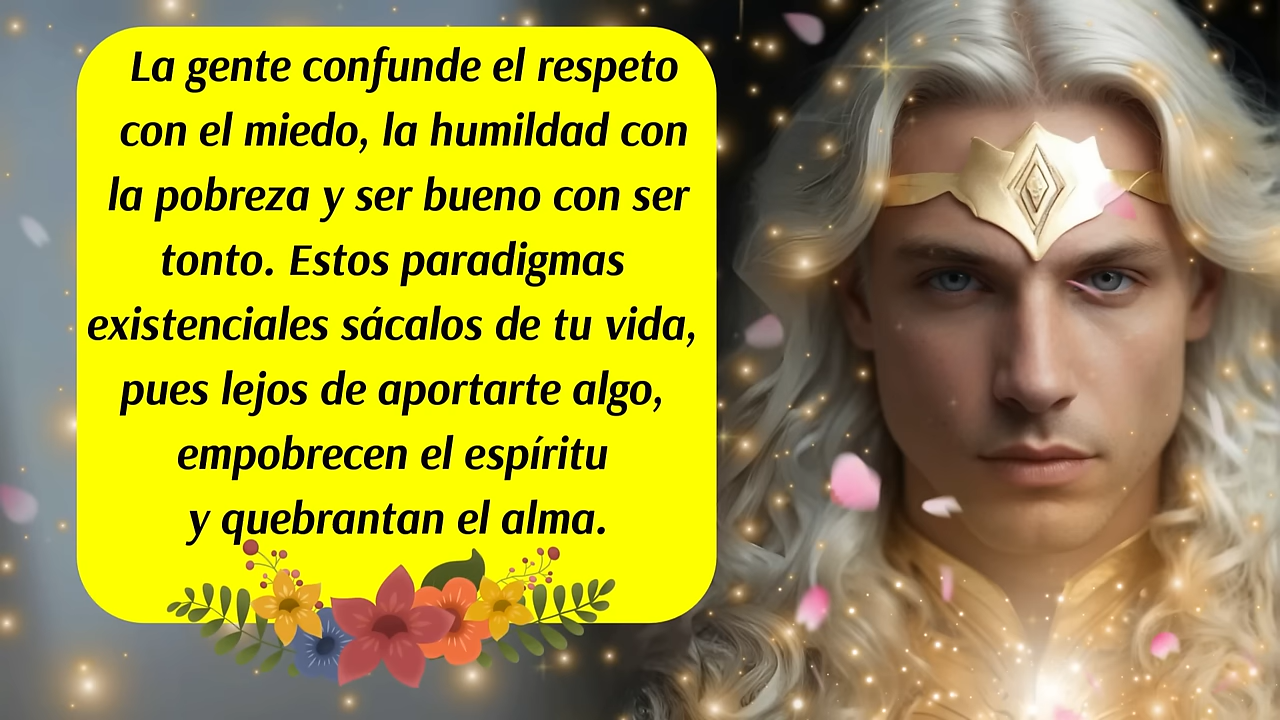 La gente confunde el respeto
con el miedo, la humildad con
la pobreza y ser bueno con ser
tonto. Estos paradigmas
existenciales sácalos de tu vida,
pues lejos de aportarte algo,
empobrecen el espíritu
y quebrantan el alma.